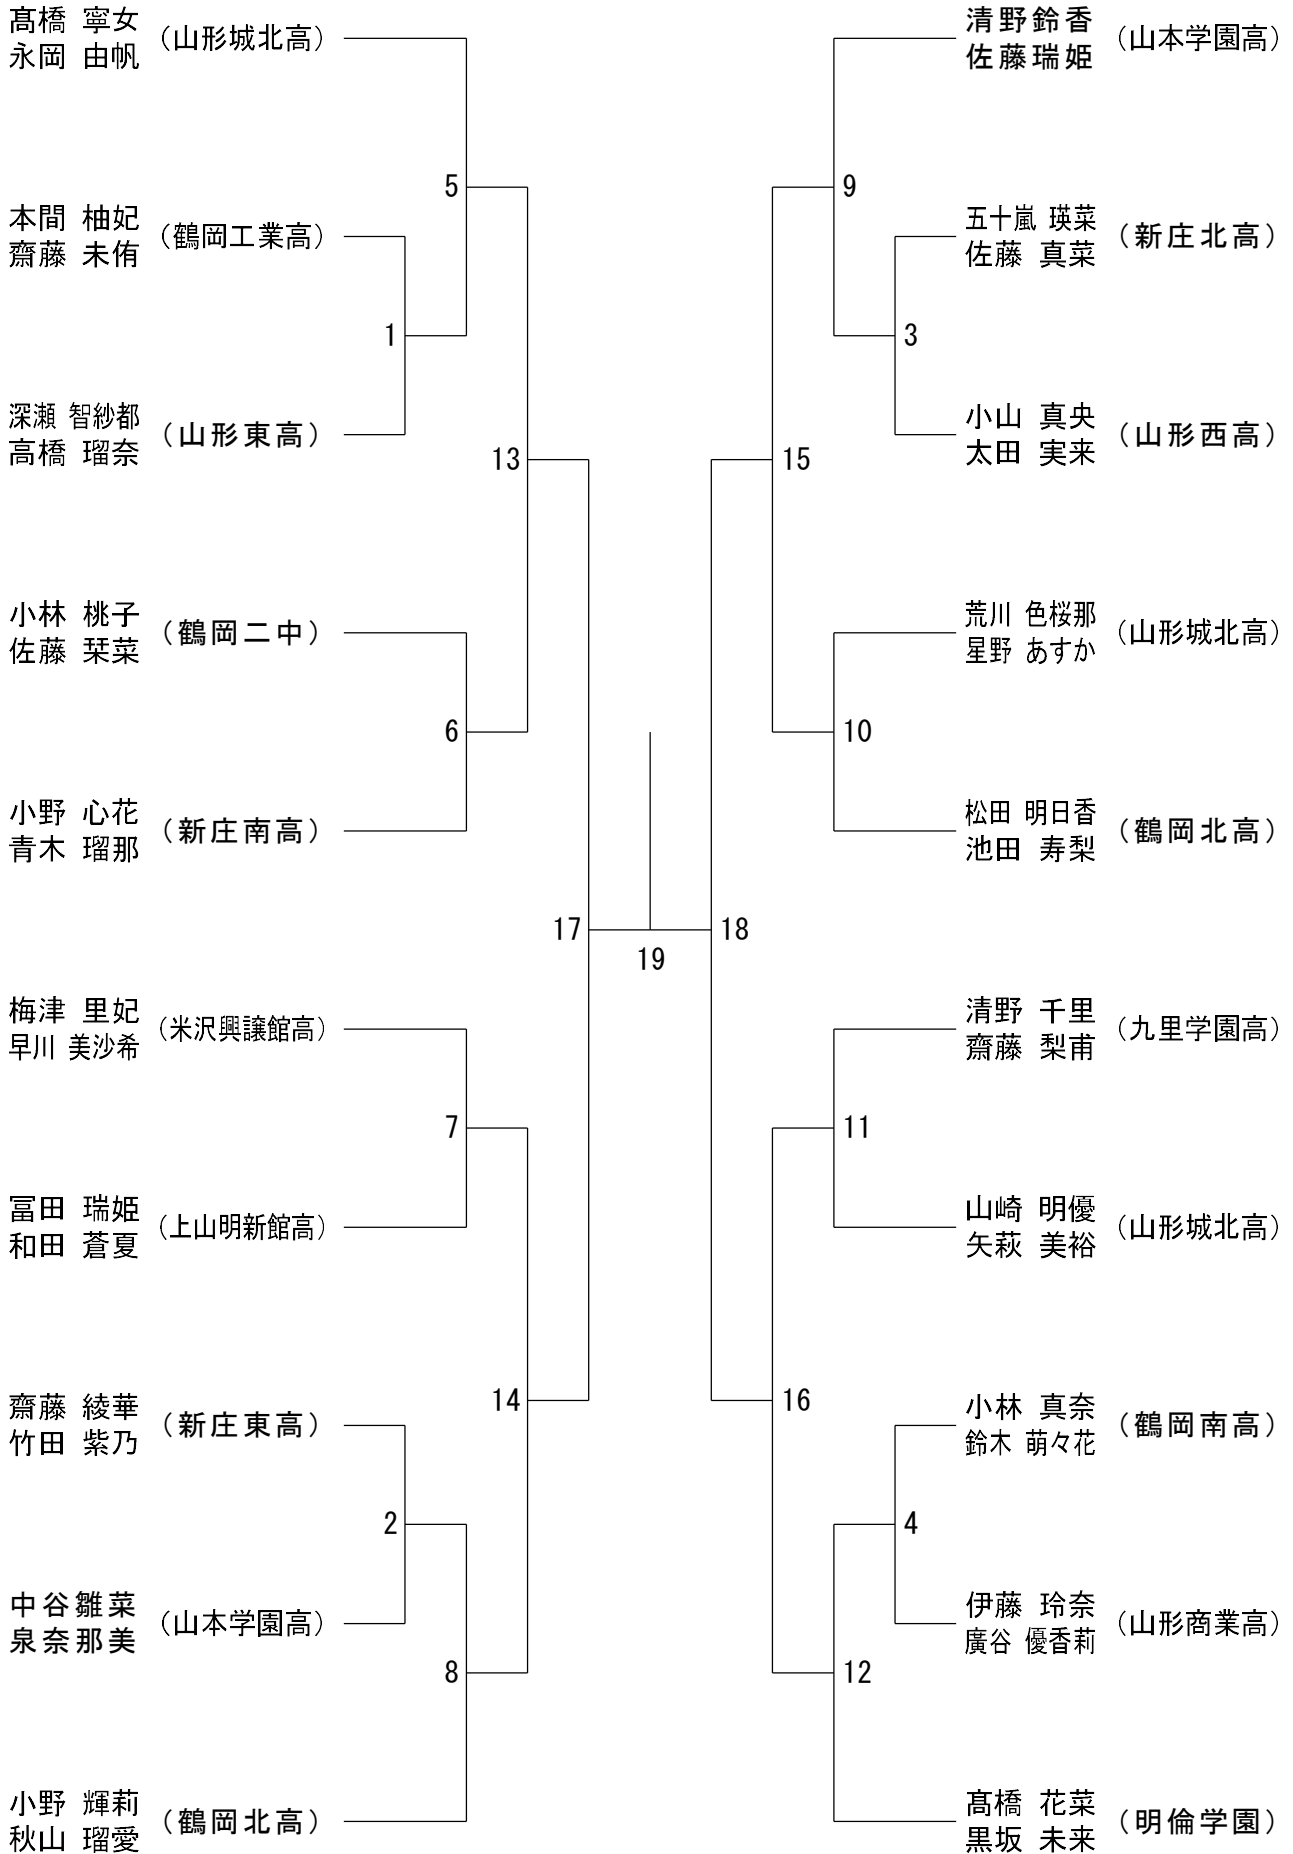 髙橋 寧女
永岡 由帆
(山形城北高)
5
本間 柚妃
齋藤 未侑
(鶴岡工業高)
1
深瀬 智紗都
高橋 瑠奈
(山形東高)
13
小林 桃子
佐藤 栞菜
(鶴岡二中)
6
小野 心花
青木 瑠那
(新庄南高)
17
梅津 里妃
早川 美沙希
(米沢興譲館高)
7
冨田 瑞姫
和田 蒼夏
(上山明新館高)
14
齋藤 綾華
竹田 紫乃
(新庄東高)
2
中谷雛菜
泉奈那美
(山本学園高)
8
小野 輝莉
秋山 瑠愛
(鶴岡北高)
19
清野鈴香
佐藤瑞姫
(山本学園高)
9
五十嵐 瑛菜
佐藤 真菜
(新庄北高)
3
小山 真央
太田 実来
(山形西高)
15
荒川 色桜那
星野 あすか
(山形城北高)
10
松田 明日香
池田 寿梨
(鶴岡北高)
18
清野 千里
齋藤 梨甫
(九里学園高)
11
山崎 明優
矢萩 美裕
(山形城北高)
16
小林 真奈
鈴木 萌々花
(鶴岡南高)
4
伊藤 玲奈
廣谷 優香莉
(山形商業高)
12
髙橋 花菜
黒坂 未来
(明倫学園)